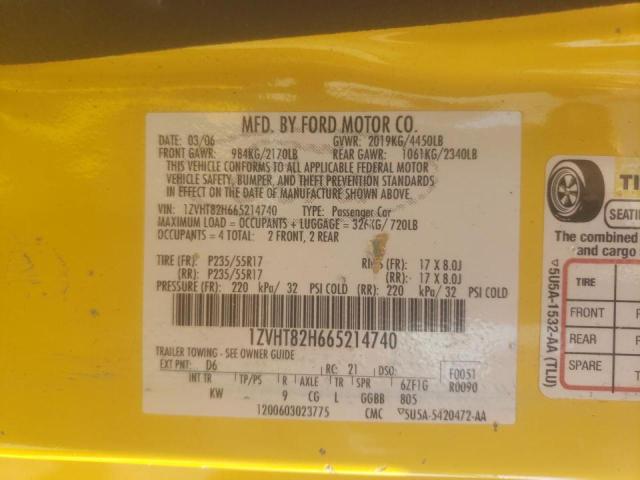 MFD. BY FORD MOTOR CO.
DATE: 03/06 GVWR: 2019KG/4450LB
FRONT GAWR: 984KG/2170LB REAR GAWR: 1061KG/2340LB
THIS VEHICLE CONFORMS TO ALL APPLICABLE FEDERAL MOTOR
VEHICLE SAFETY, BUMPER, AND THEFT PREVENTION STANDARDS
IN EFFECT ON THE DATE OF MANUFACTURE SHOWN ABOVE.
VIN: 1ZVHT82H665214740 TYPE: Passenger Car
MAXIMUM LOAD = OCCUPANTS + LUGGAGE = 326KG/720LB
OCCUPANTS = 4 TOTAL: 2 FRONT, 2 REAR
TIRE (FR): P235/55R17 RIMS (FR): 17 X 8.0J
(RR): P235/55R17 (RR): 17 X 8.0J
PRESSURE (FR): 220 kPa/ 32 PSI COLD (RR): 220 kPa/ 32 PSI COLD
1ZVHT82H665214740
TRAILER TOWING - SEE OWNER GUIDE
EXT PNT: D6 RC: 21 DSO: F0051
INT TR TP/PS R AXLE TR SPR 6ZF1G R0090
KW 9 CG L GGBB 805
1200603023775 CMC ▽5U5A-5420472-AA
TI
SEATI
The combined
and cargo
▽5U5A-1532-AA (TLU)
TIRE
FRONT P
REAR P
SPARE T